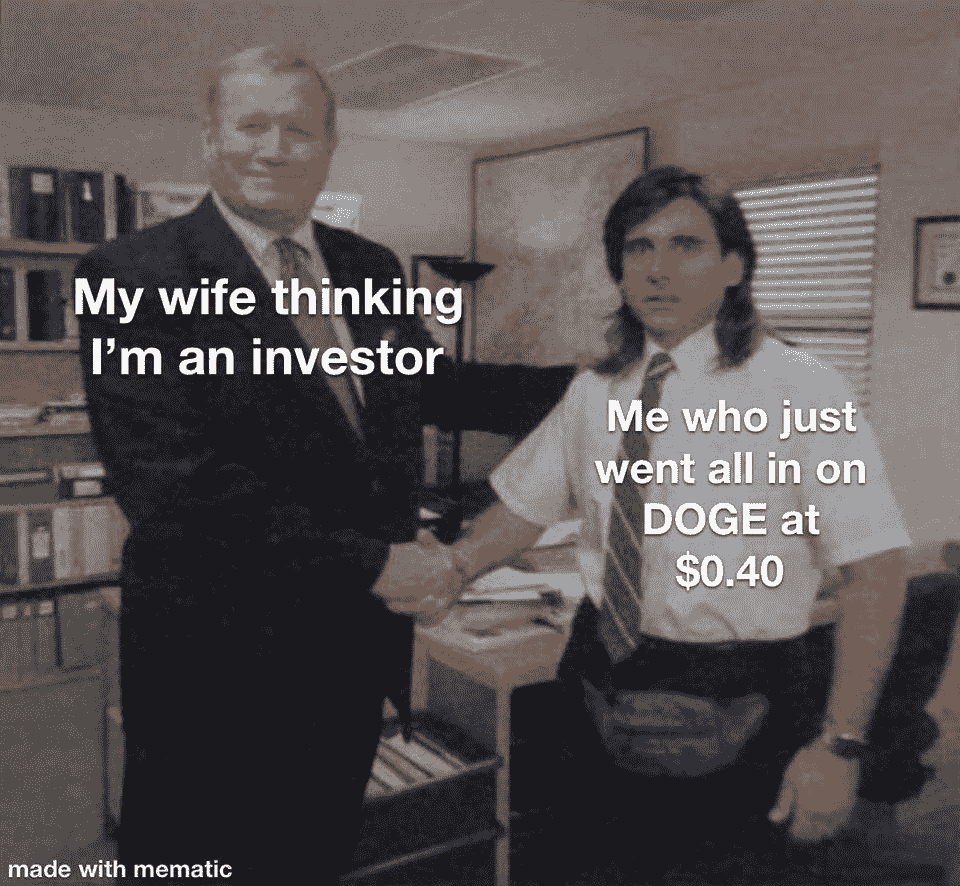 My wife thinking
I'm an investor
Me who just
went all in on
DOGE at
$0.40
made with mematic